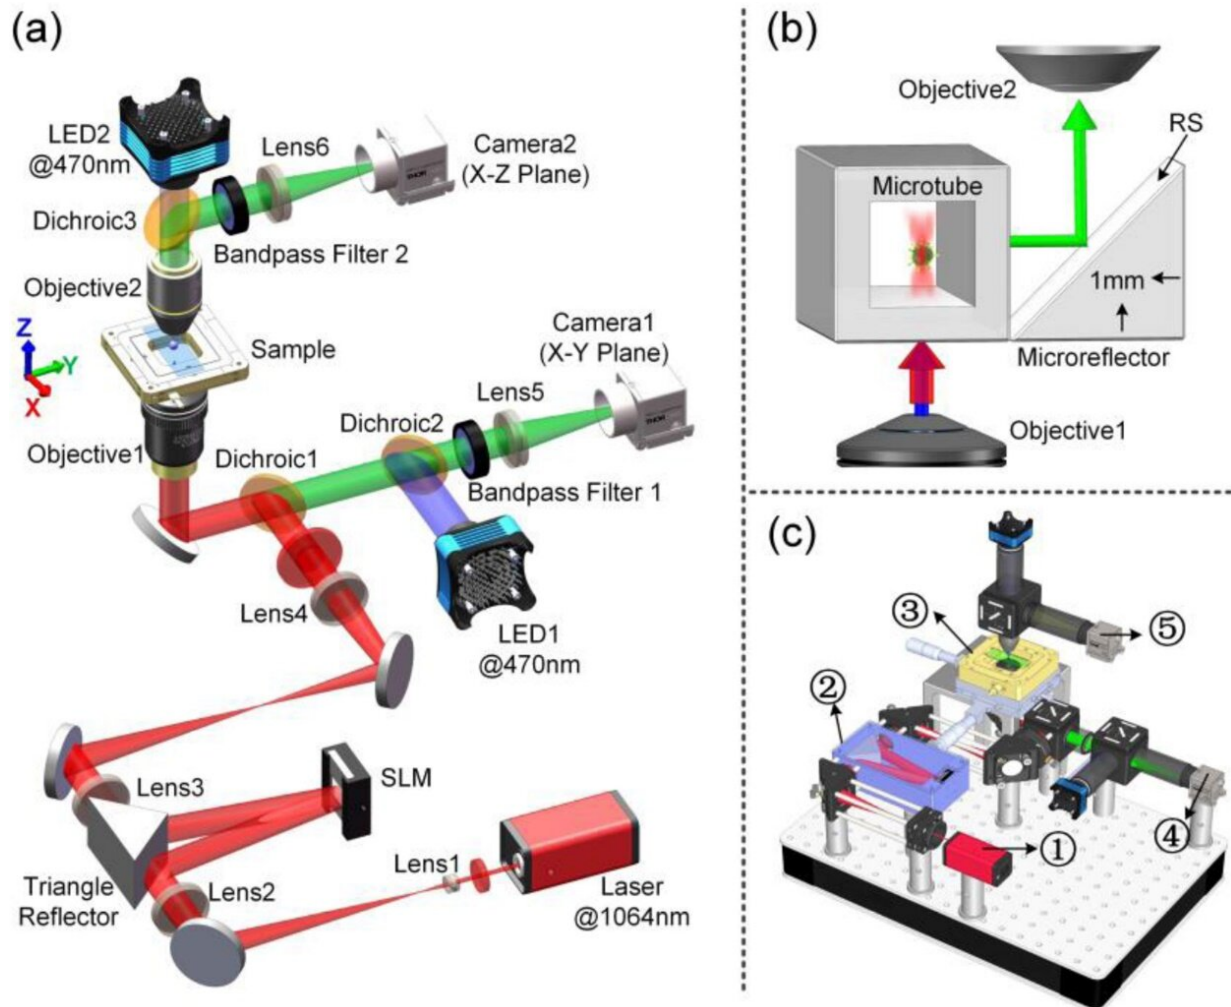 (a)
LED2
@470nm
Lens6
Camera2
(X-Z Plane)
Dichroic3
Bandpass Filter 2
Objective2
Z
Y
X
Sample
Camera1
(X-Y Plane)
Lens5
Dichroic2
Objective1
Dichroic1
Bandpass Filter 1
Lens4
LED1
@470nm
Lens3
SLM
Triangle
Reflector
Lens2
Lens1
Laser
@1064nm
(b)
Objective2
RS
Microtube
1mm
Microreflector
Objective1
(c)
③
⑤
②
④
①